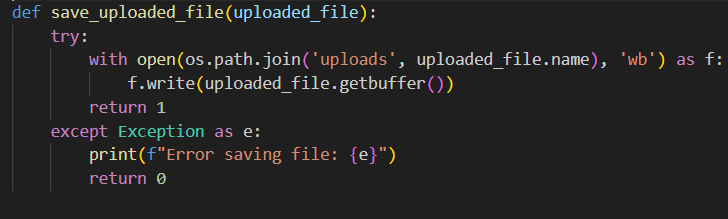 def save_uploaded_file(uploaded_file):
    try:
        with open(os.path.join('uploads', uploaded_file.name), 'wb') as f:
            f.write(uploaded_file.getbuffer())
        return 1
    except Exception as e:
        print(f"Error saving file: {e}")
        return 0